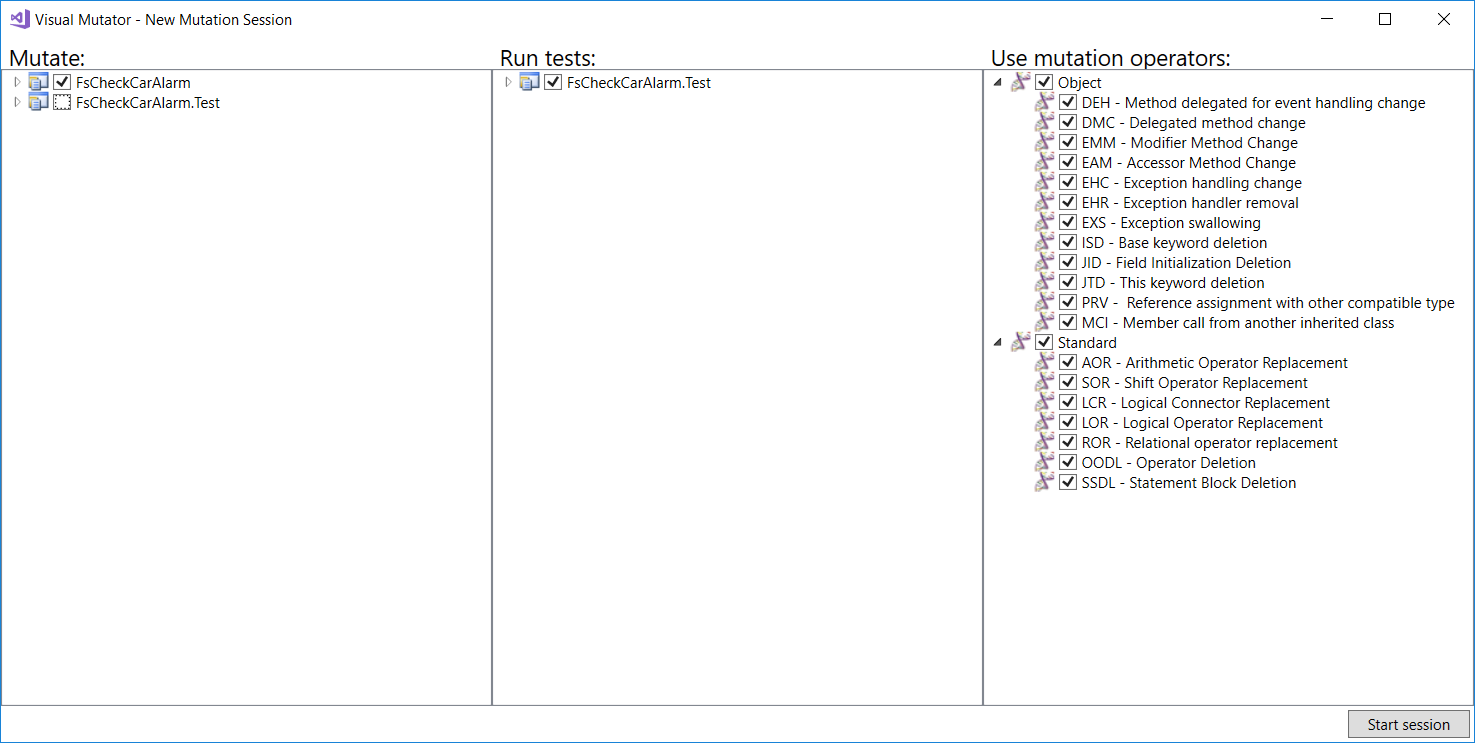 Visual Mutator - New Mutation Session
Mutate:
FsCheckCarAlarm
FsCheckCarAlarm.Test
Run tests:
FsCheckCarAlarm.Test
Use mutation operators:
Object
DEH - Method delegated for event handling change
DMC - Delegated method change
EMM - Modifier Method Change
EAM - Accessor Method Change
EHC - Exception handling change
EHR - Exception handler removal
EXS - Exception swallowing
ISD - Base keyword deletion
JID - Field Initialization Deletion
JTD - This keyword deletion
PRV -  Reference assignment with other compatible type
MCI - Member call from another inherited class
Standard
AOR - Arithmetic Operator Replacement
SOR - Shift Operator Replacement
LCR - Logical Connector Replacement
LOR - Logical Operator Replacement
ROR - Relational operator replacement
OODL - Operator Deletion
SSDL - Statement Block Deletion
Start session